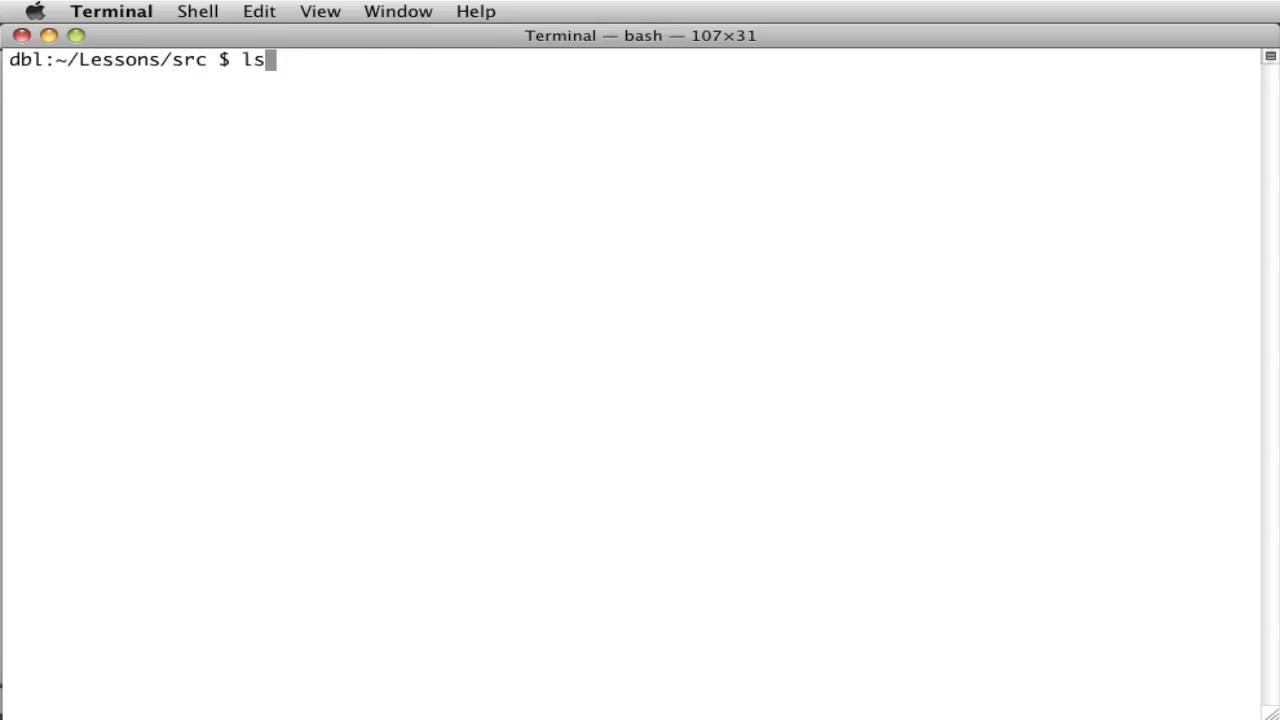 Terminal Shell Edit View Window Help
Terminal — bash — 107×31
dbl:~/Lessons/src $ ls